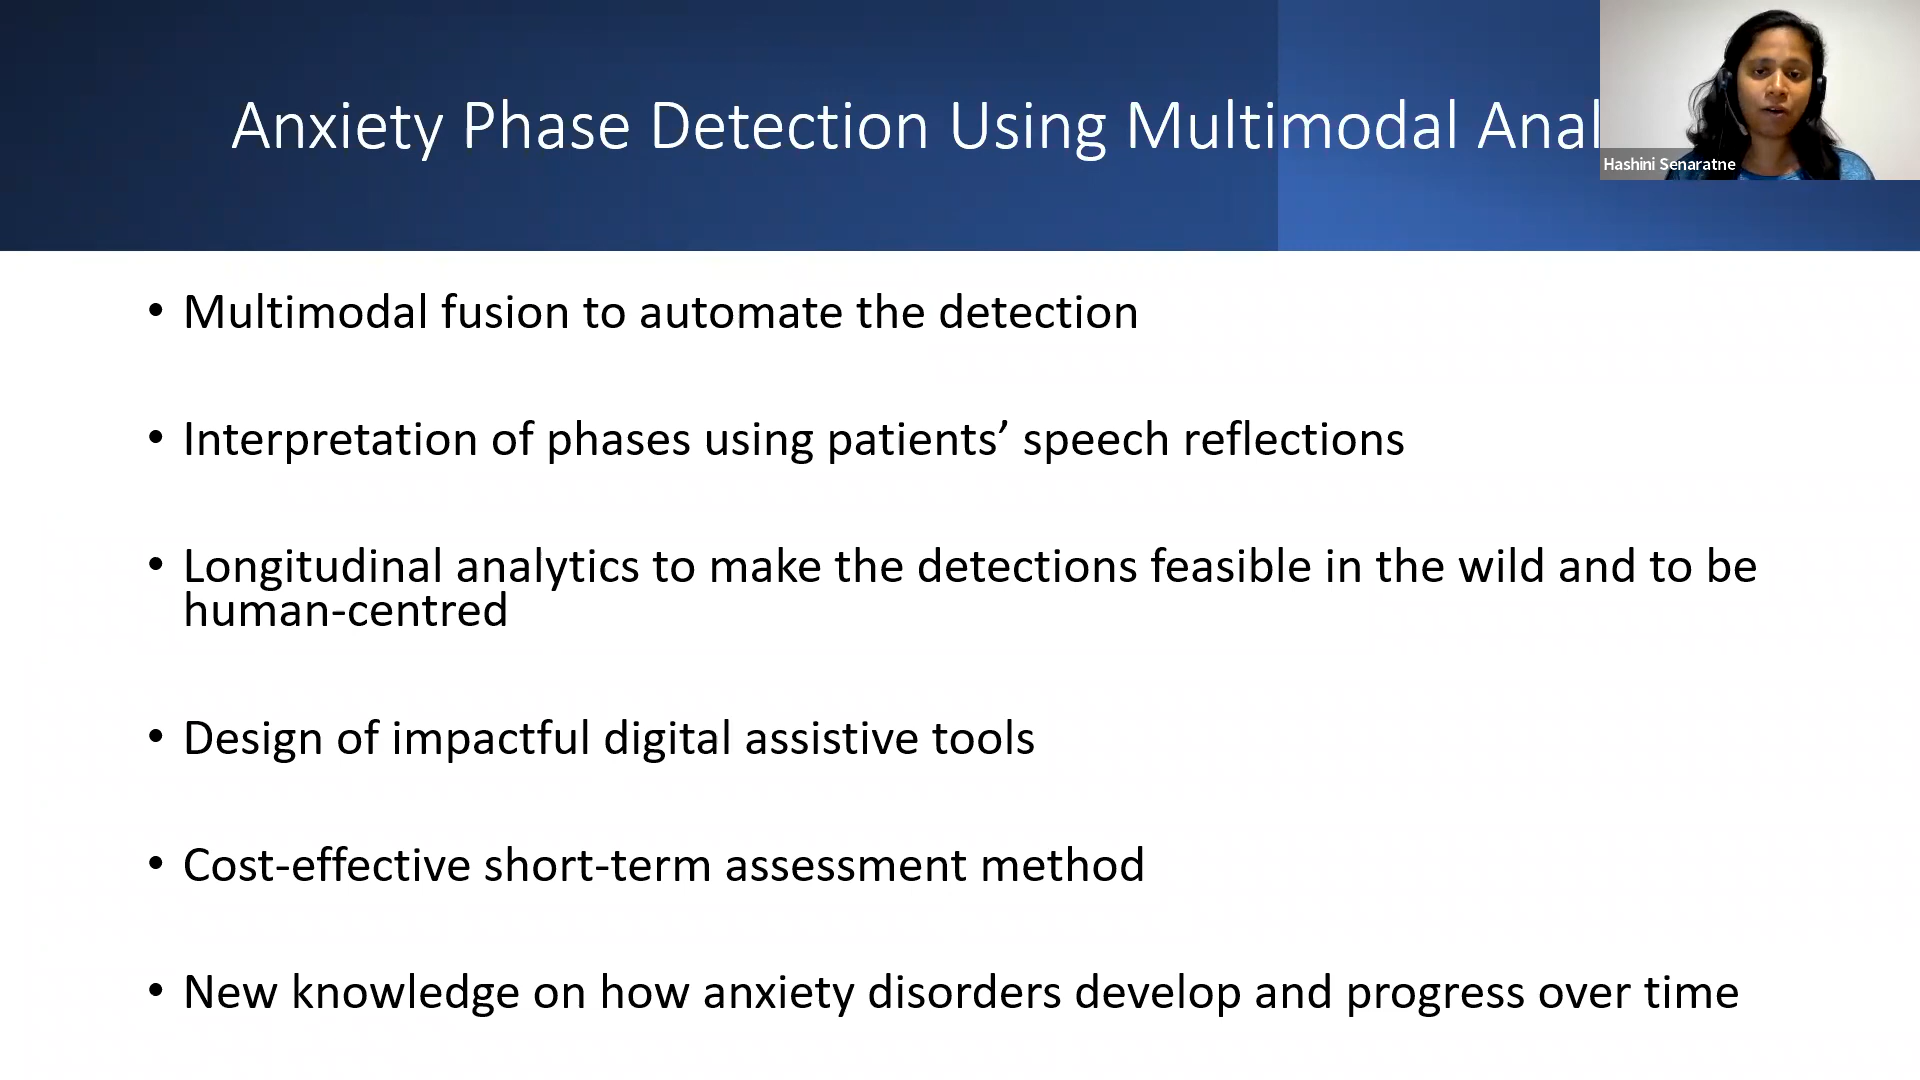 Anxiety Phase Detection Using Multimodal Anal
Hashini Senaratne
• Multimodal fusion to automate the detection
• Interpretation of phases using patients’ speech reflections
• Longitudinal analytics to make the detections feasible in the wild and to be
human-centred
• Design of impactful digital assistive tools
• Cost-effective short-term assessment method
• New knowledge on how anxiety disorders develop and progress over time